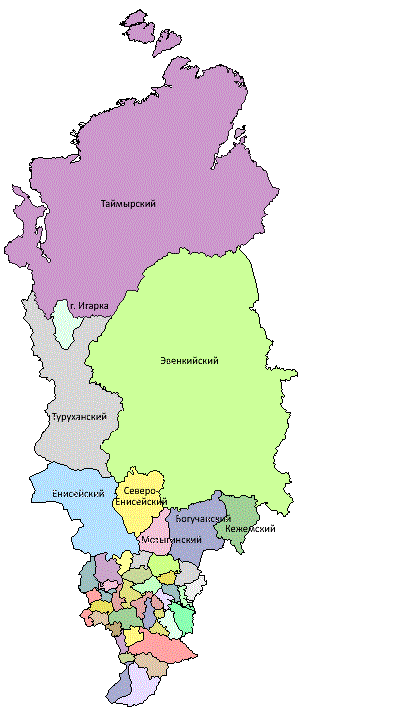 Таймырский
г. Игарка
Эвенкийский
Туруханский
Северо-
Енисейский
Енисейский
Богучанский
Кежемский
Мотыгинский